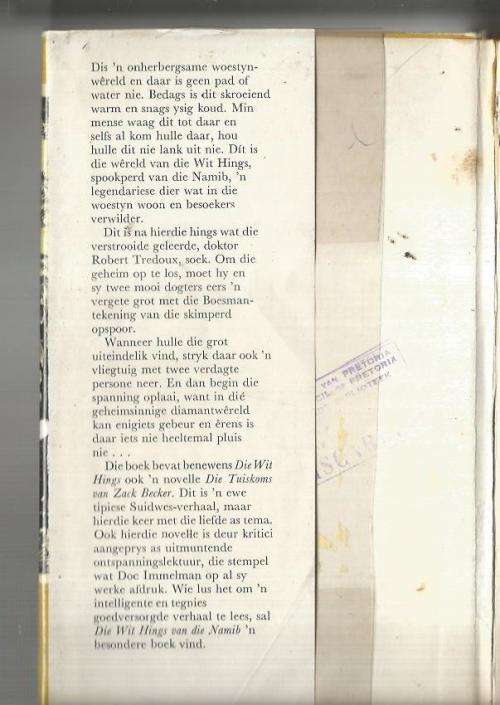 Dis 'n onherbergsame woestyn-
wêreld en daar is geen pad of
water nie. Bedags is dit skroeiend
warm en snags ysig koud. Min
mense waag dit tot daar en
selfs al kom hulle daar, hou
hulle dit nie lank uit nie. Dít is
die wêreld van die Wit Hings,
spookperd van die Namib, 'n
legendariese dier wat in die
woestyn woon en besoekers
verwilder.
Dit is na hierdie hings wat die
verstrooide geleerde, doktor
Robert Tredoux, soek. Om die
geheim op te los, moet hy en
sy twee mooi dogters eers 'n
vergete grot met die Boesman-
tekening van die skimperd
opspoor.
Wanneer hulle die grot
uiteindelik vind, stryk daar ook 'n
vliegtuig met twee verdagte
persone neer. En dan begin die
spanning oplaai, want in dié
geheimsinnige diamantwêreld
kan enigiets gebeur en êrens is
daar iets nie heeltemal pluis
nie . . .
Die boek bevat benewens Die Wit
Hings ook 'n novelle Die Tuiskoms
van Zack Becker. Dit is 'n ewe
tipiese Suidwes-verhaal, maar
hierdie keer met die liefde as tema.
Ook hierdie novelle is deur kritici
aangeprys as uitmuntende
ontspanningslektuur, die stempel
wat Doc Immelman op al sy
werke afdruk. Wie lus het om 'n
intelligente en tegnies
goedversorgde verhaal te lees, sal
Die Wit Hings van die Namib 'n
besondere boek vind.
VAN PRETORIA
PRETORIA